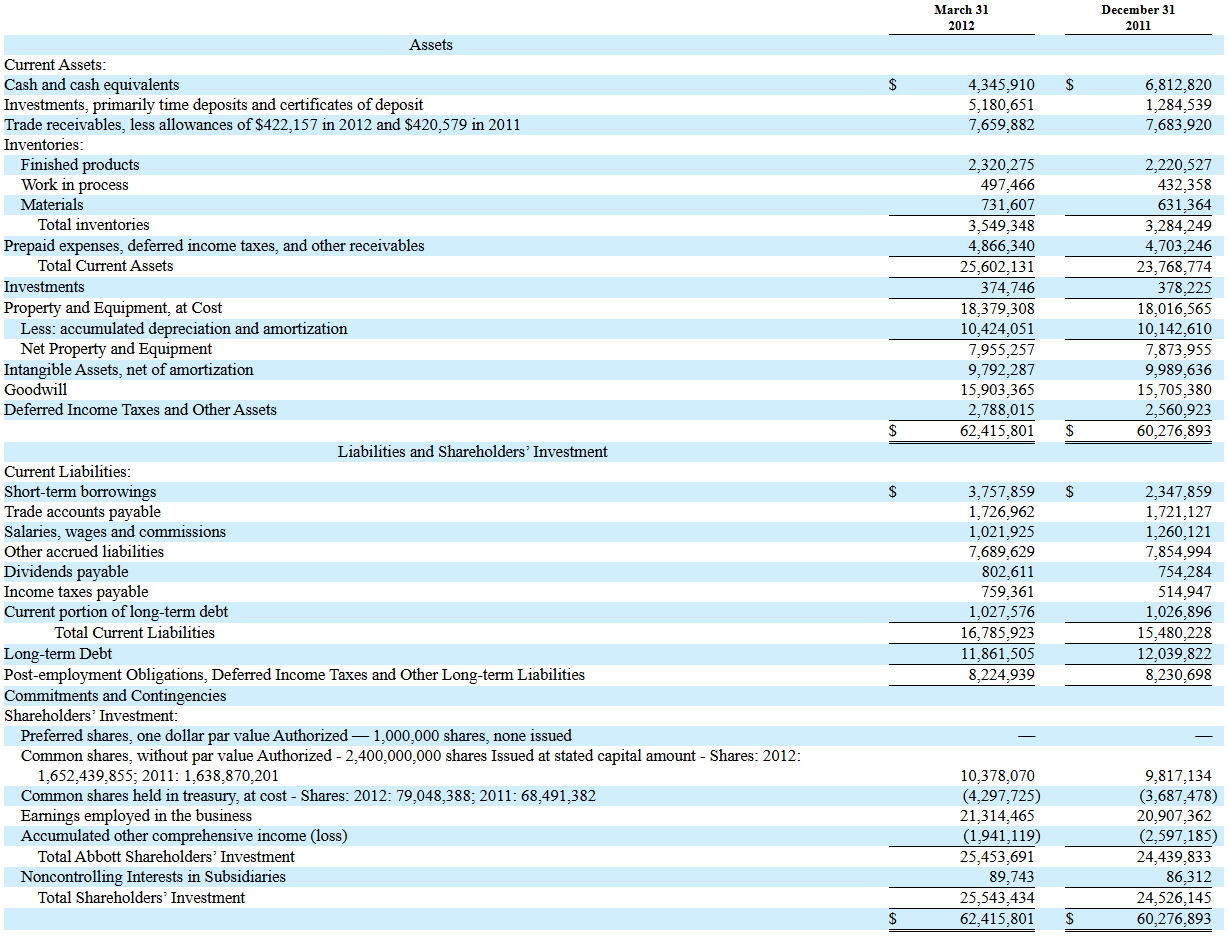 March 31 December 31
2012 2011
Assets
Current Assets:
Cash and cash equivalents $ 4,345,910 $ 6,812,820
Investments, primarily time deposits and certificates of deposit 5,180,651 1,284,539
Trade receivables, less allowances of $422,157 in 2012 and $420,579 in 2011 7,659,882 7,683,920
Inventories:
Finished products 2,320,275 2,220,527
Work in process 497,466 432,358
Materials 731,607 631,364
Total inventories 3,549,348 3,284,249
Prepaid expenses, deferred income taxes, and other receivables 4,866,340 4,703,246
Total Current Assets 25,602,131 23,768,774
Investments 374,746 378,225
Property and Equipment, at Cost 18,379,308 18,016,565
Less: accumulated depreciation and amortization 10,424,051 10,142,610
Net Property and Equipment 7,955,257 7,873,955
Intangible Assets, net of amortization 9,792,287 9,989,636
Goodwill 15,903,365 15,705,380
Deferred Income Taxes and Other Assets 2,788,015 2,560,923
$ 62,415,801 $ 60,276,893
Liabilities and Shareholders’ Investment
Current Liabilities:
Short-term borrowings $ 3,757,859 $ 2,347,859
Trade accounts payable 1,726,962 1,721,127
Salaries, wages and commissions 1,021,925 1,260,121
Other accrued liabilities 7,689,629 7,854,994
Dividends payable 802,611 754,284
Income taxes payable 759,361 514,947
Current portion of long-term debt 1,027,576 1,026,896
Total Current Liabilities 16,785,923 15,480,228
Long-term Debt 11,861,505 12,039,822
Post-employment Obligations, Deferred Income Taxes and Other Long-term Liabilities 8,224,939 8,230,698
Commitments and Contingencies
Shareholders’ Investment:
Preferred shares, one dollar par value Authorized — 1,000,000 shares, none issued — —
Common shares, without par value Authorized - 2,400,000,000 shares Issued at stated capital amount - Shares: 2012:
1,652,439,855; 2011: 1,638,870,201 10,378,070 9,817,134
Common shares held in treasury, at cost - Shares: 2012: 79,048,388; 2011: 68,491,382 (4,297,725) (3,687,478)
Earnings employed in the business 21,314,465 20,907,362
Accumulated other comprehensive income (loss) (1,941,119) (2,597,185)
Total Abbott Shareholders’ Investment 25,453,691 24,439,833
Noncontrolling Interests in Subsidiaries 89,743 86,312
Total Shareholders’ Investment 25,543,434 24,526,145
$ 62,415,801 $ 60,276,893